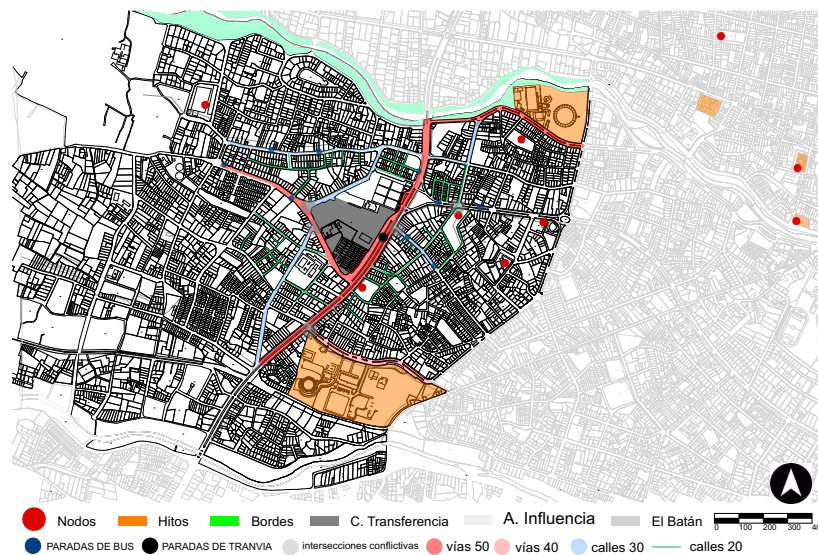 Nodos Hitos Bordes C. Transferencia A. Influencia El Batán
0 100 200 300 40
PARADAS DE BUS PARADAS DE TRANVIA intersecciones conflictivas vías 50 vías 40 calles 30 calles 20